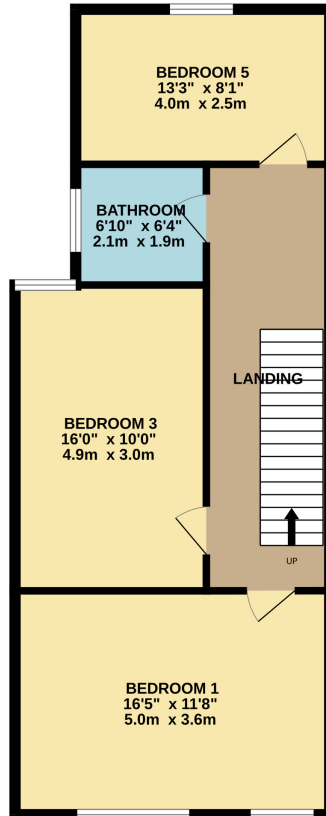 BEDROOM 5
13'3" x 8'1"
4.0m x 2.5m
BATHROOM
6'10" x 6'4"
2.1m x 1.9m
LANDING
BEDROOM 3
16'0" x 10'0"
4.9m x 3.0m
UP
BEDROOM 1
16'5" x 11'8"
5.0m x 3.6m